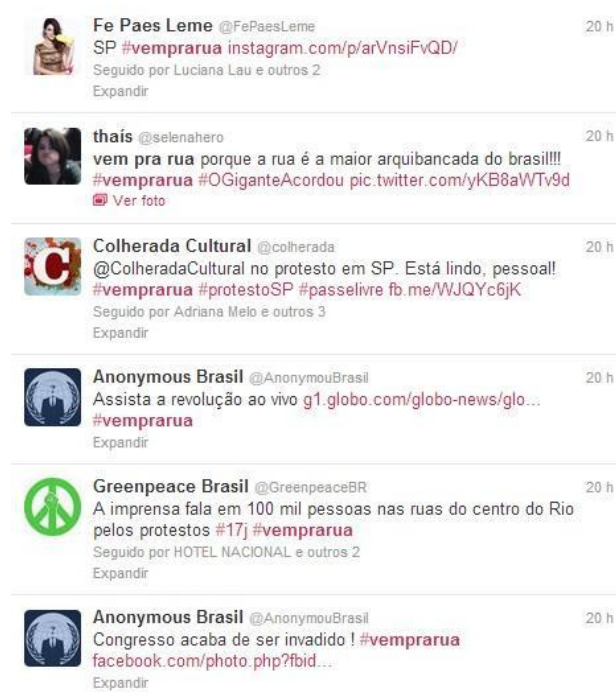 Fe Paes Leme @FePaesLeme 20 h
SP #vemprarua instagram.com/p/arVnsiFvQD/
Seguido por Luciana Lau e outros 2
Expandir
thaís @selenahero 20 h
vem pra rua porque a rua é a maior arquibancada do brasil!!!
#vemprarua #OGiganteAcordou pic.twitter.com/yKB8aWTv9d
Ver foto
Colherada Cultural @colherada 20 h
@ColheradaCultural no protesto em SP. Está lindo, pessoal!
#vemprarua #protestoSP #passelivre fb.me/WJQYc6jK
Seguido por Adriana Melo e outros 3
Expandir
Anonymous Brasil @AnonymouBrasil 20 h
Assista a revolução ao vivo g1.globo.com/globo-news/glo...
#vemprarua
Expandir
Greenpeace Brasil @GreenpeaceBR 20 h
A imprensa fala em 100 mil pessoas nas ruas do centro do Rio
pelos protestos #17j #vemprarua
Seguido por HOTEL NACIONAL e outros 2
Expandir
Anonymous Brasil @AnonymouBrasil 20 h
Congresso acaba de ser invadido ! #vemprarua
facebook.com/photo.php?fbid...
Expandir